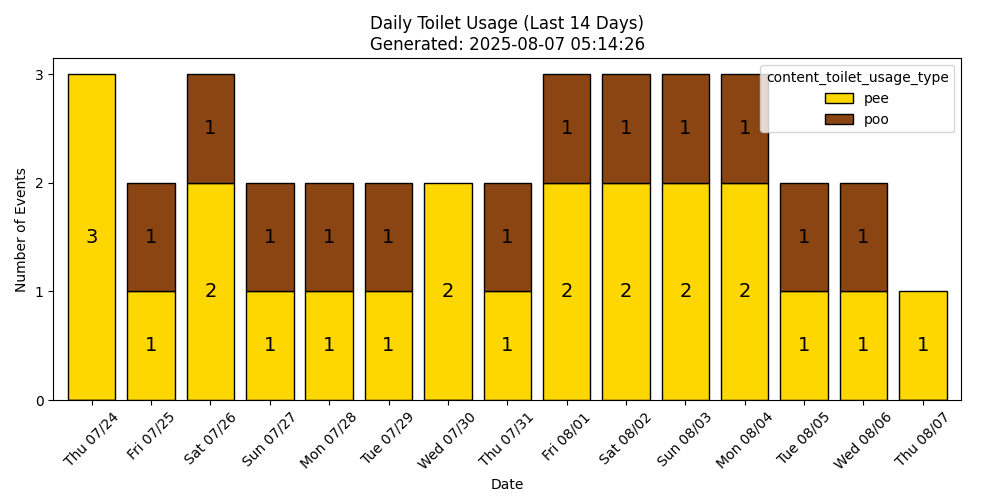 Daily Toilet Usage (Last 14 Days)
Generated: 2025-08-07 05:14:26
content_toilet_usage_type
pee
poo
Number of Events
3
2
1
0
3
1
1
2
1
1
1
1
1
1
1
2
1
1
2
1
2
1
2
1
2
1
1
1
1
1
1
Thu 07/24
Fri 07/25
Sat 07/26
Sun 07/27
Mon 07/28
Tue 07/29
Wed 07/30
Thu 07/31
Fri 08/01
Sat 08/02
Sun 08/03
Mon 08/04
Tue 08/05
Wed 08/06
Thu 08/07
Date